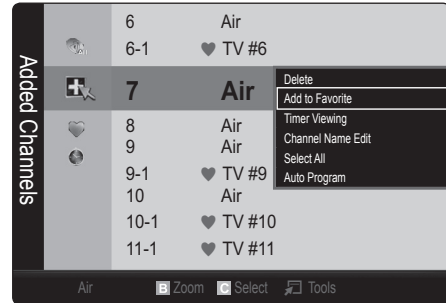 Added Channels
All
6 Air
6-1 ♥ TV #6
7 Air
8 Air
9 Air
9-1 ♥ TV #9
10 Air
10-1 ♥ TV #10
11-1 ♥ TV #11
Delete
Add to Favorite
Timer Viewing
Channel Name Edit
Select All
Auto Program
Air B Zoom C Select Tools